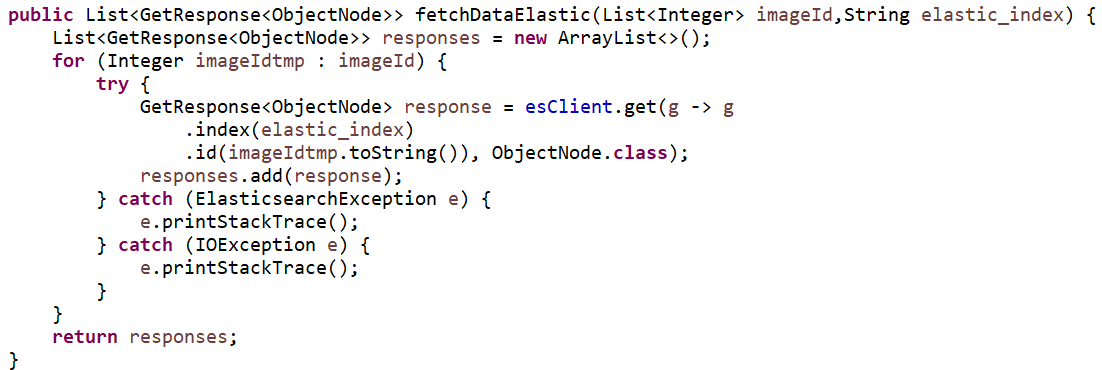 public List<GetResponse<ObjectNode>> fetchDataElastic(List<Integer> imageId,String elastic_index) {
    List<GetResponse<ObjectNode>> responses = new ArrayList<>();
    for (Integer imageIdtmp : imageId) {
        try {
            GetResponse<ObjectNode> response = esClient.get(g -> g
                .index(elastic_index)
                .id(imageIdtmp.toString()), ObjectNode.class);
            responses.add(response);
        } catch (ElasticsearchException e) {
            e.printStackTrace();
        } catch (IOException e) {
            e.printStackTrace();
        }
    }
    return responses;
}